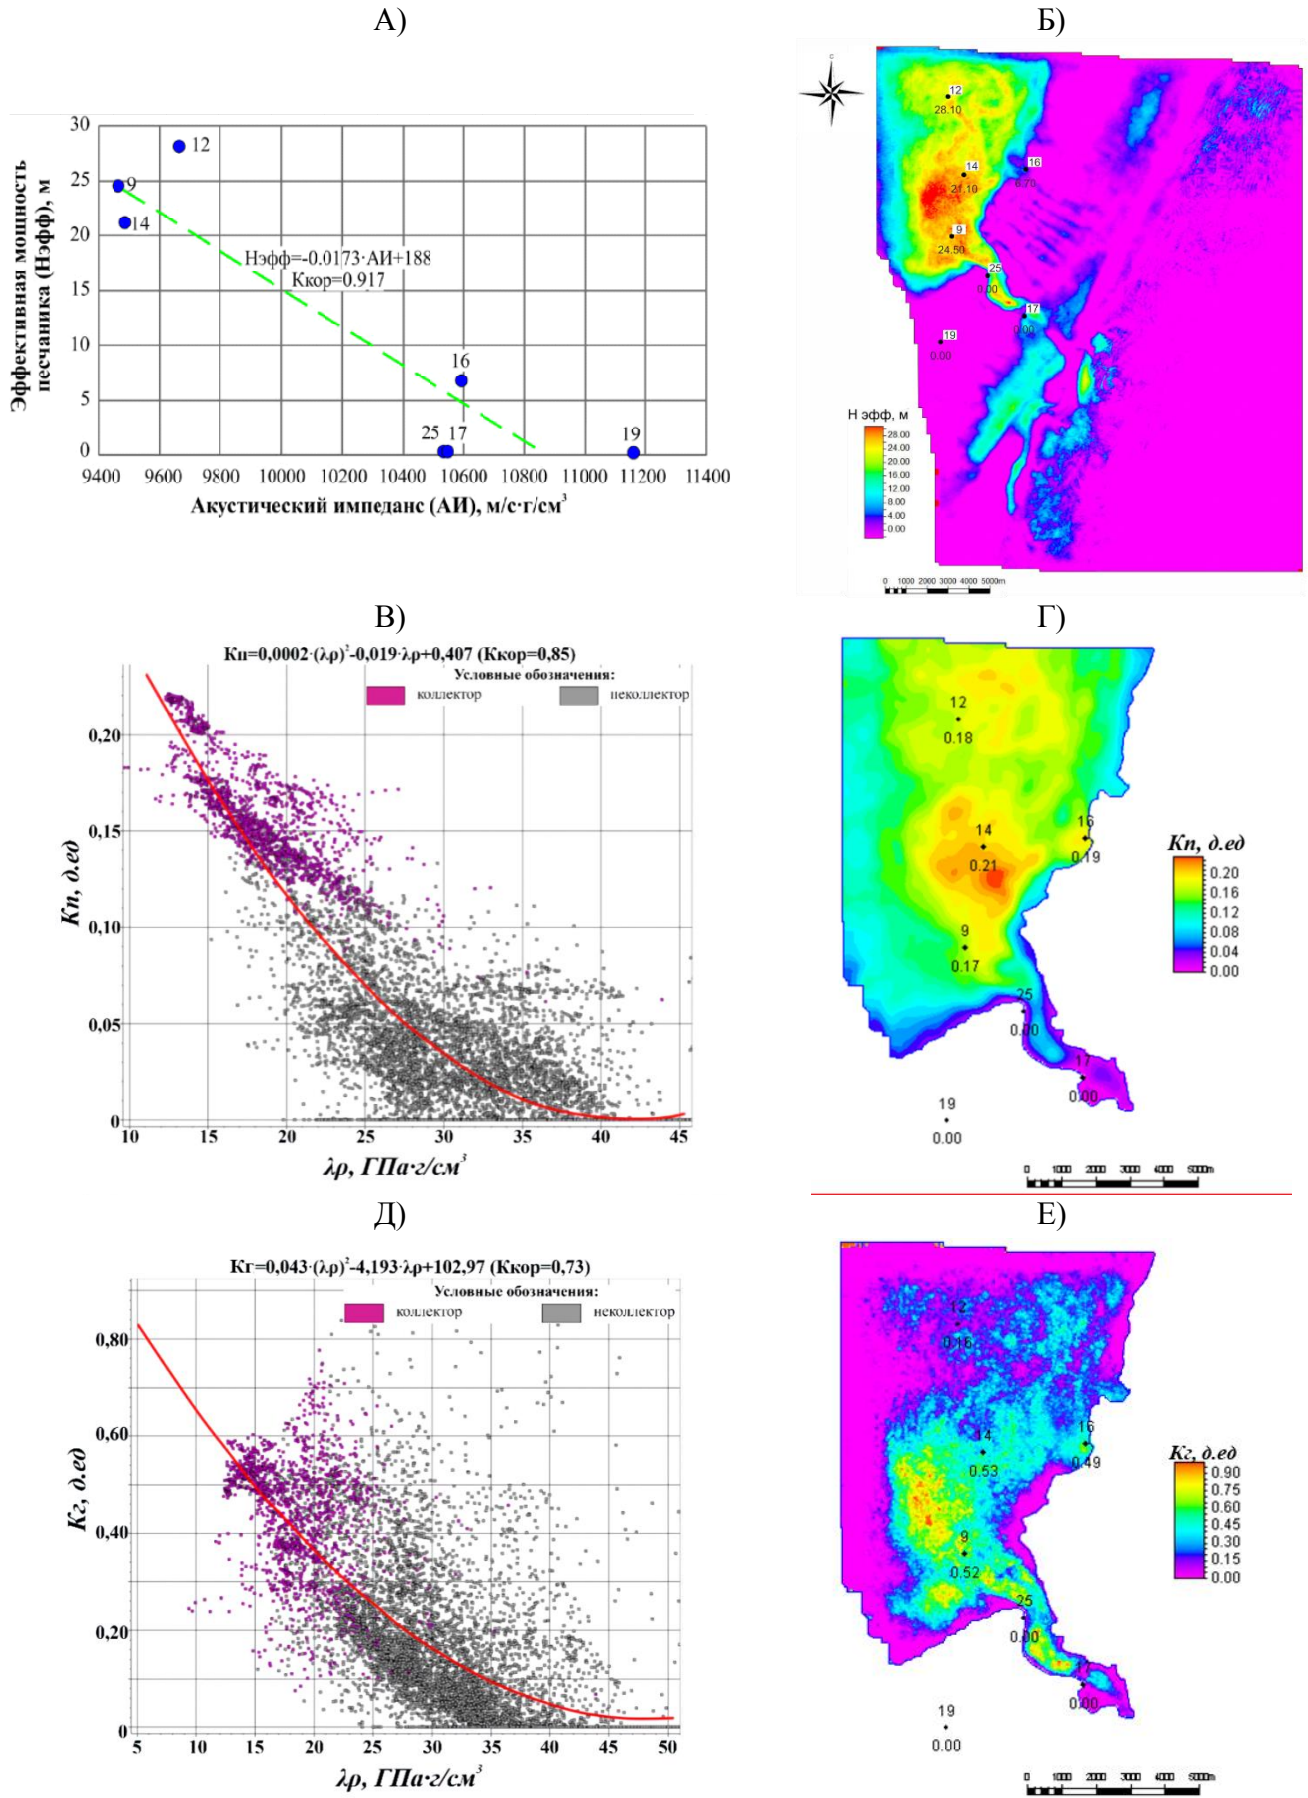 А)
Б)
30
25
20
15
10
5
0
Эффективная мощность
песчаника (Нэфф), м
12
9
14
Нэфф=-0.0173·АИ+188
Ккор=0.917
16
25 17
19
9400 9600 9800 10000 10200 10400 10600 10800 11000 11200 11400
Акустический импеданс (АИ), м/с·г/см³
С
12
28.10
14
21.10
16
6.70
9
24.50
25
0.00
17
0.00
19
0.00
Н эфф, м
28.00
24.00
20.00
16.00
12.00
8.00
4.00
0.00
0 1000 2000 3000 4000 5000m
В)
Г)
Кп=0,0002·(λρ)²-0,019·λρ+0,407 (Ккор=0,85)
Условные обозначения:
коллектор
неколлектор
0,20
0,15
0,10
0,05
0
Кп, д.ед
10 15 20 25 30 35 40 45
λρ, ГПа·г/см³
12
0.18
14
0.21
16
0.19
9
0.17
25
0.00
17
0.00
19
0.00
Кп, д.ед
0.20
0.16
0.12
0.08
0.04
0.00
0 1000 2000 3000 4000 5000m
Д)
Е)
Кг=0,043·(λρ)²-4,193·λρ+102,97 (Ккор=0,73)
Условные обозначения:
коллектор
неколлектор
0,80
0,60
0,40
0,20
0
Кг, д.ед
5 10 15 20 25 30 35 40 45 50
λρ, ГПа·г/см³
12
0.16
14
0.53
16
0.49
9
0.52
25
0.00
17
0.00
19
0.00
Кг, д.ед
0.90
0.75
0.60
0.45
0.30
0.15
0.00
0 1000 2000 3000 4000 5000m